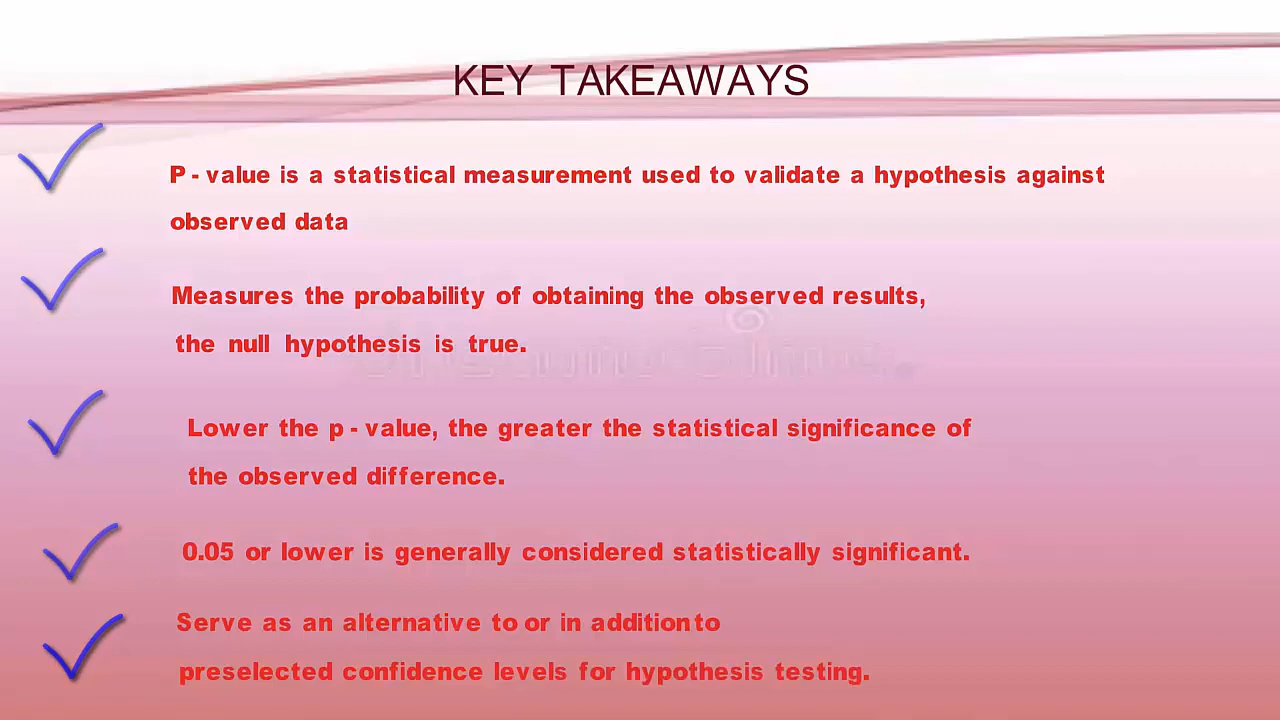 KEY TAKEAWAYS
P - value is a statistical measurement used to validate a hypothesis against
observed data
Measures the probability of obtaining the observed results,
the null hypothesis is true.
Lower the p - value, the greater the statistical significance of
the observed difference.
0.05 or lower is generally considered statistically significant.
Serve as an alternative to or in addition to
preselected confidence levels for hypothesis testing.